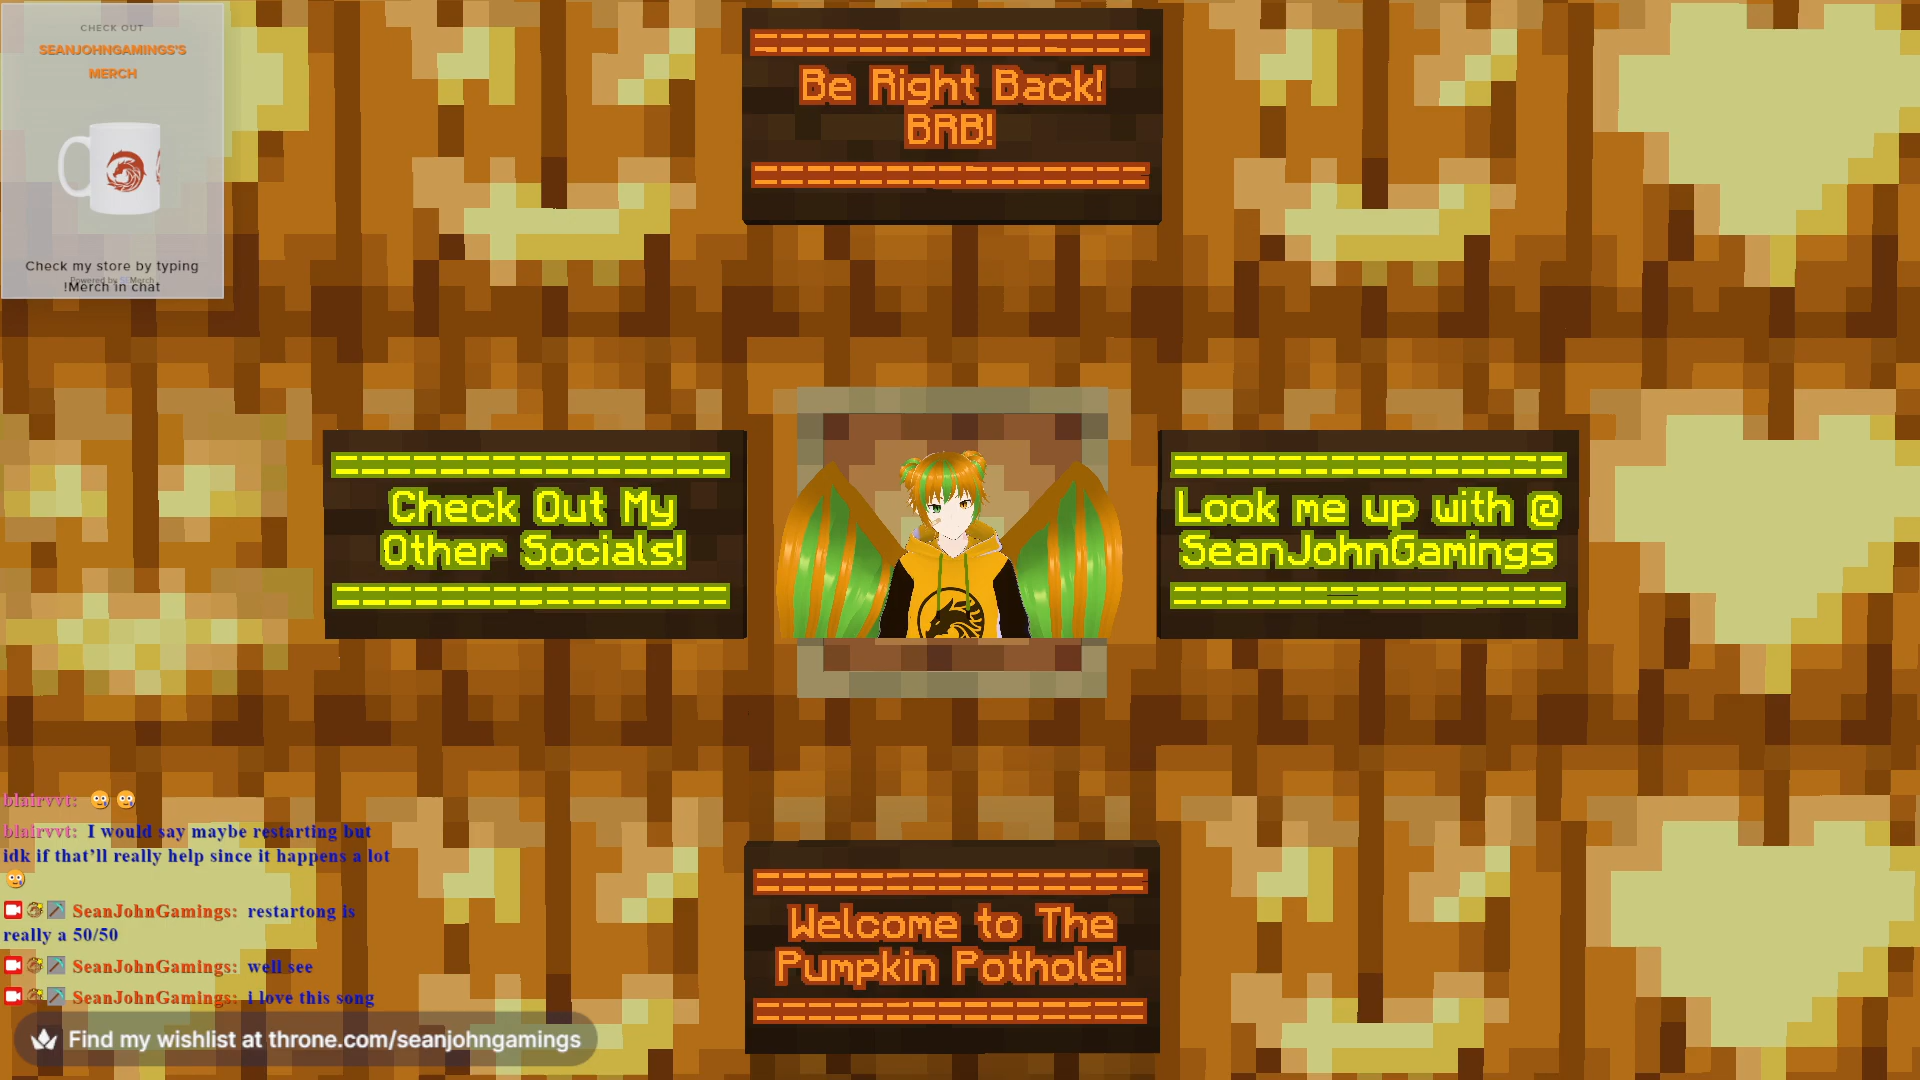 CHECK OUT
SEANJOHNGAMINGS'S
MERCH
Check my store by typing
Powered by Merch
!Merch in chat
==============
Be Right Back!
BRB!
==============
===============
Check Out My
Other Socials!
===============
===============
Look me up with @
SeanJohnGamings
===============
===============
Welcome to The
Pumpkin Pothole!
===============
blairvvt:
blairvvt: I would say maybe restarting but
idk if that’ll really help since it happens a lot
SeanJohnGamings: restartong is
really a 50/50
SeanJohnGamings: well see
SeanJohnGamings: i love this song
Find my wishlist at throne.com/seanjohngamings